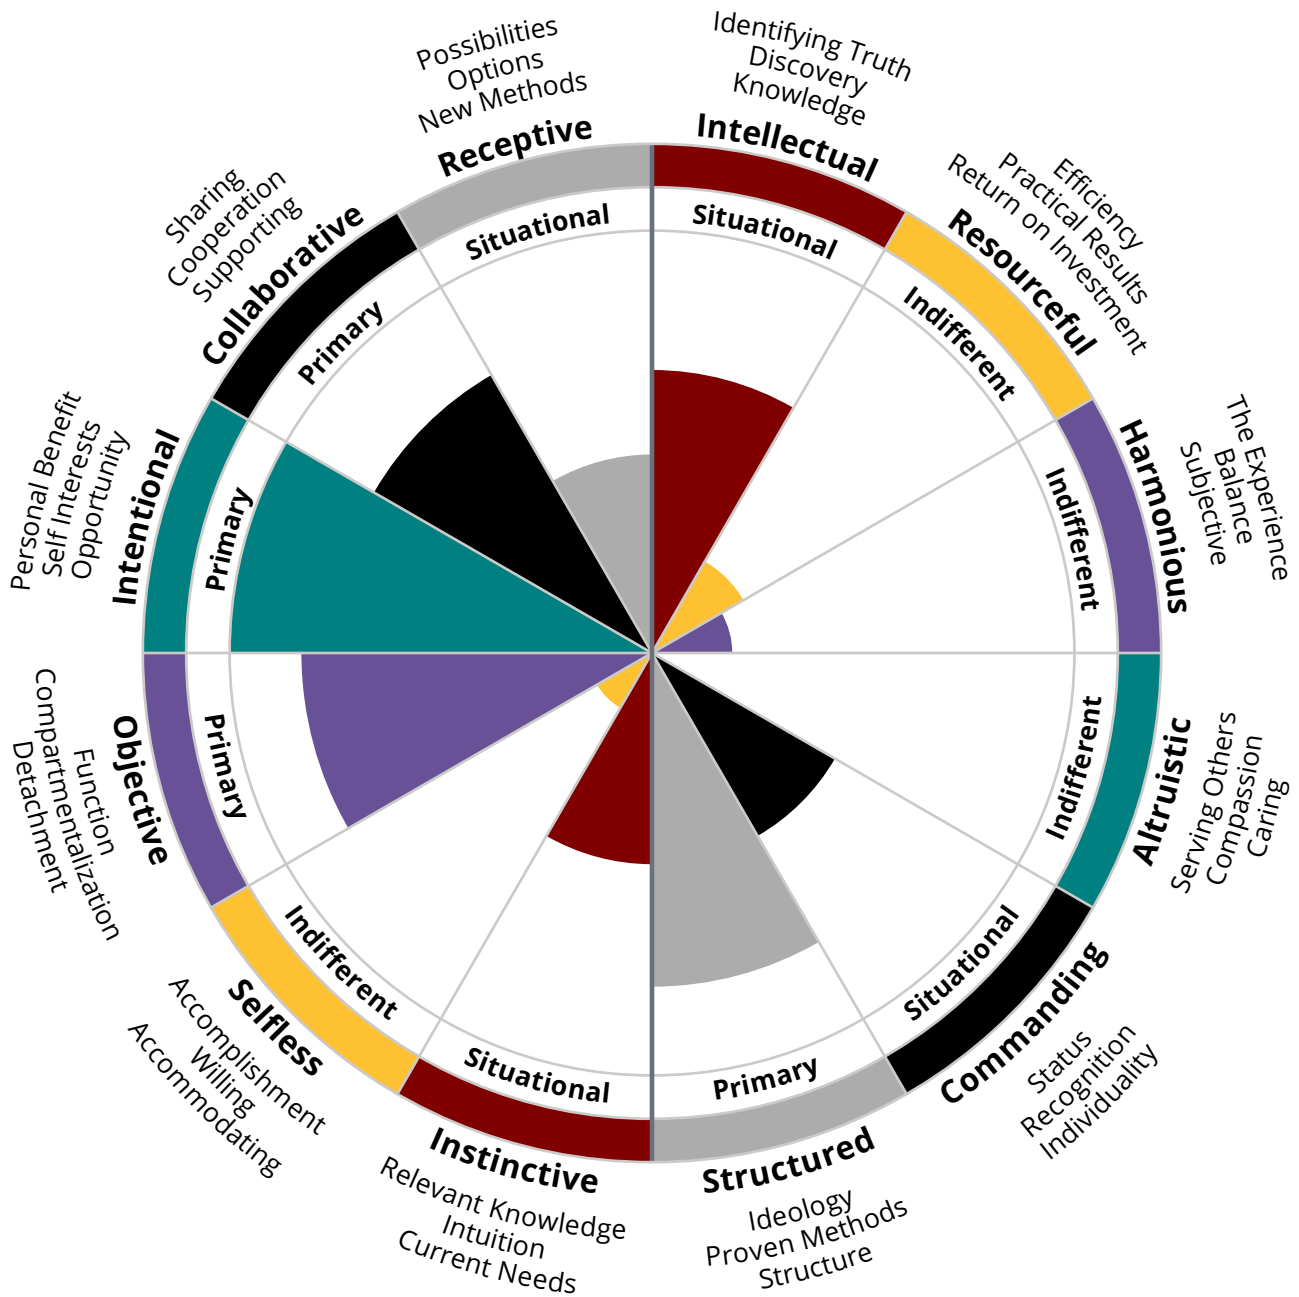 Identifying Truth
Discovery
Knowledge
Intellectual
Situational
Efficiency
Practical Results
Return on Investment
Resourceful
Indifferent
The Experience
Balance
Subjective
Harmonious
Indifferent
Altruistic
Indifferent
Serving Others
Compassion
Caring
Commanding
Situational
Status
Recognition
Individuality
Structured
Primary
Ideology
Proven Methods
Structure
Instinctive
Situational
Relevant Knowledge
Intuition
Current Needs
Selfless
Indifferent
Accomplishment
Willing
Accommodating
Objective
Primary
Function
Compartmentalization
Detachment
Personal Benefit
Self Interests
Opportunity
Intentional
Primary
Sharing
Cooperation
Supporting
Collaborative
Primary
Possibilities
Options
New Methods
Receptive
Situational